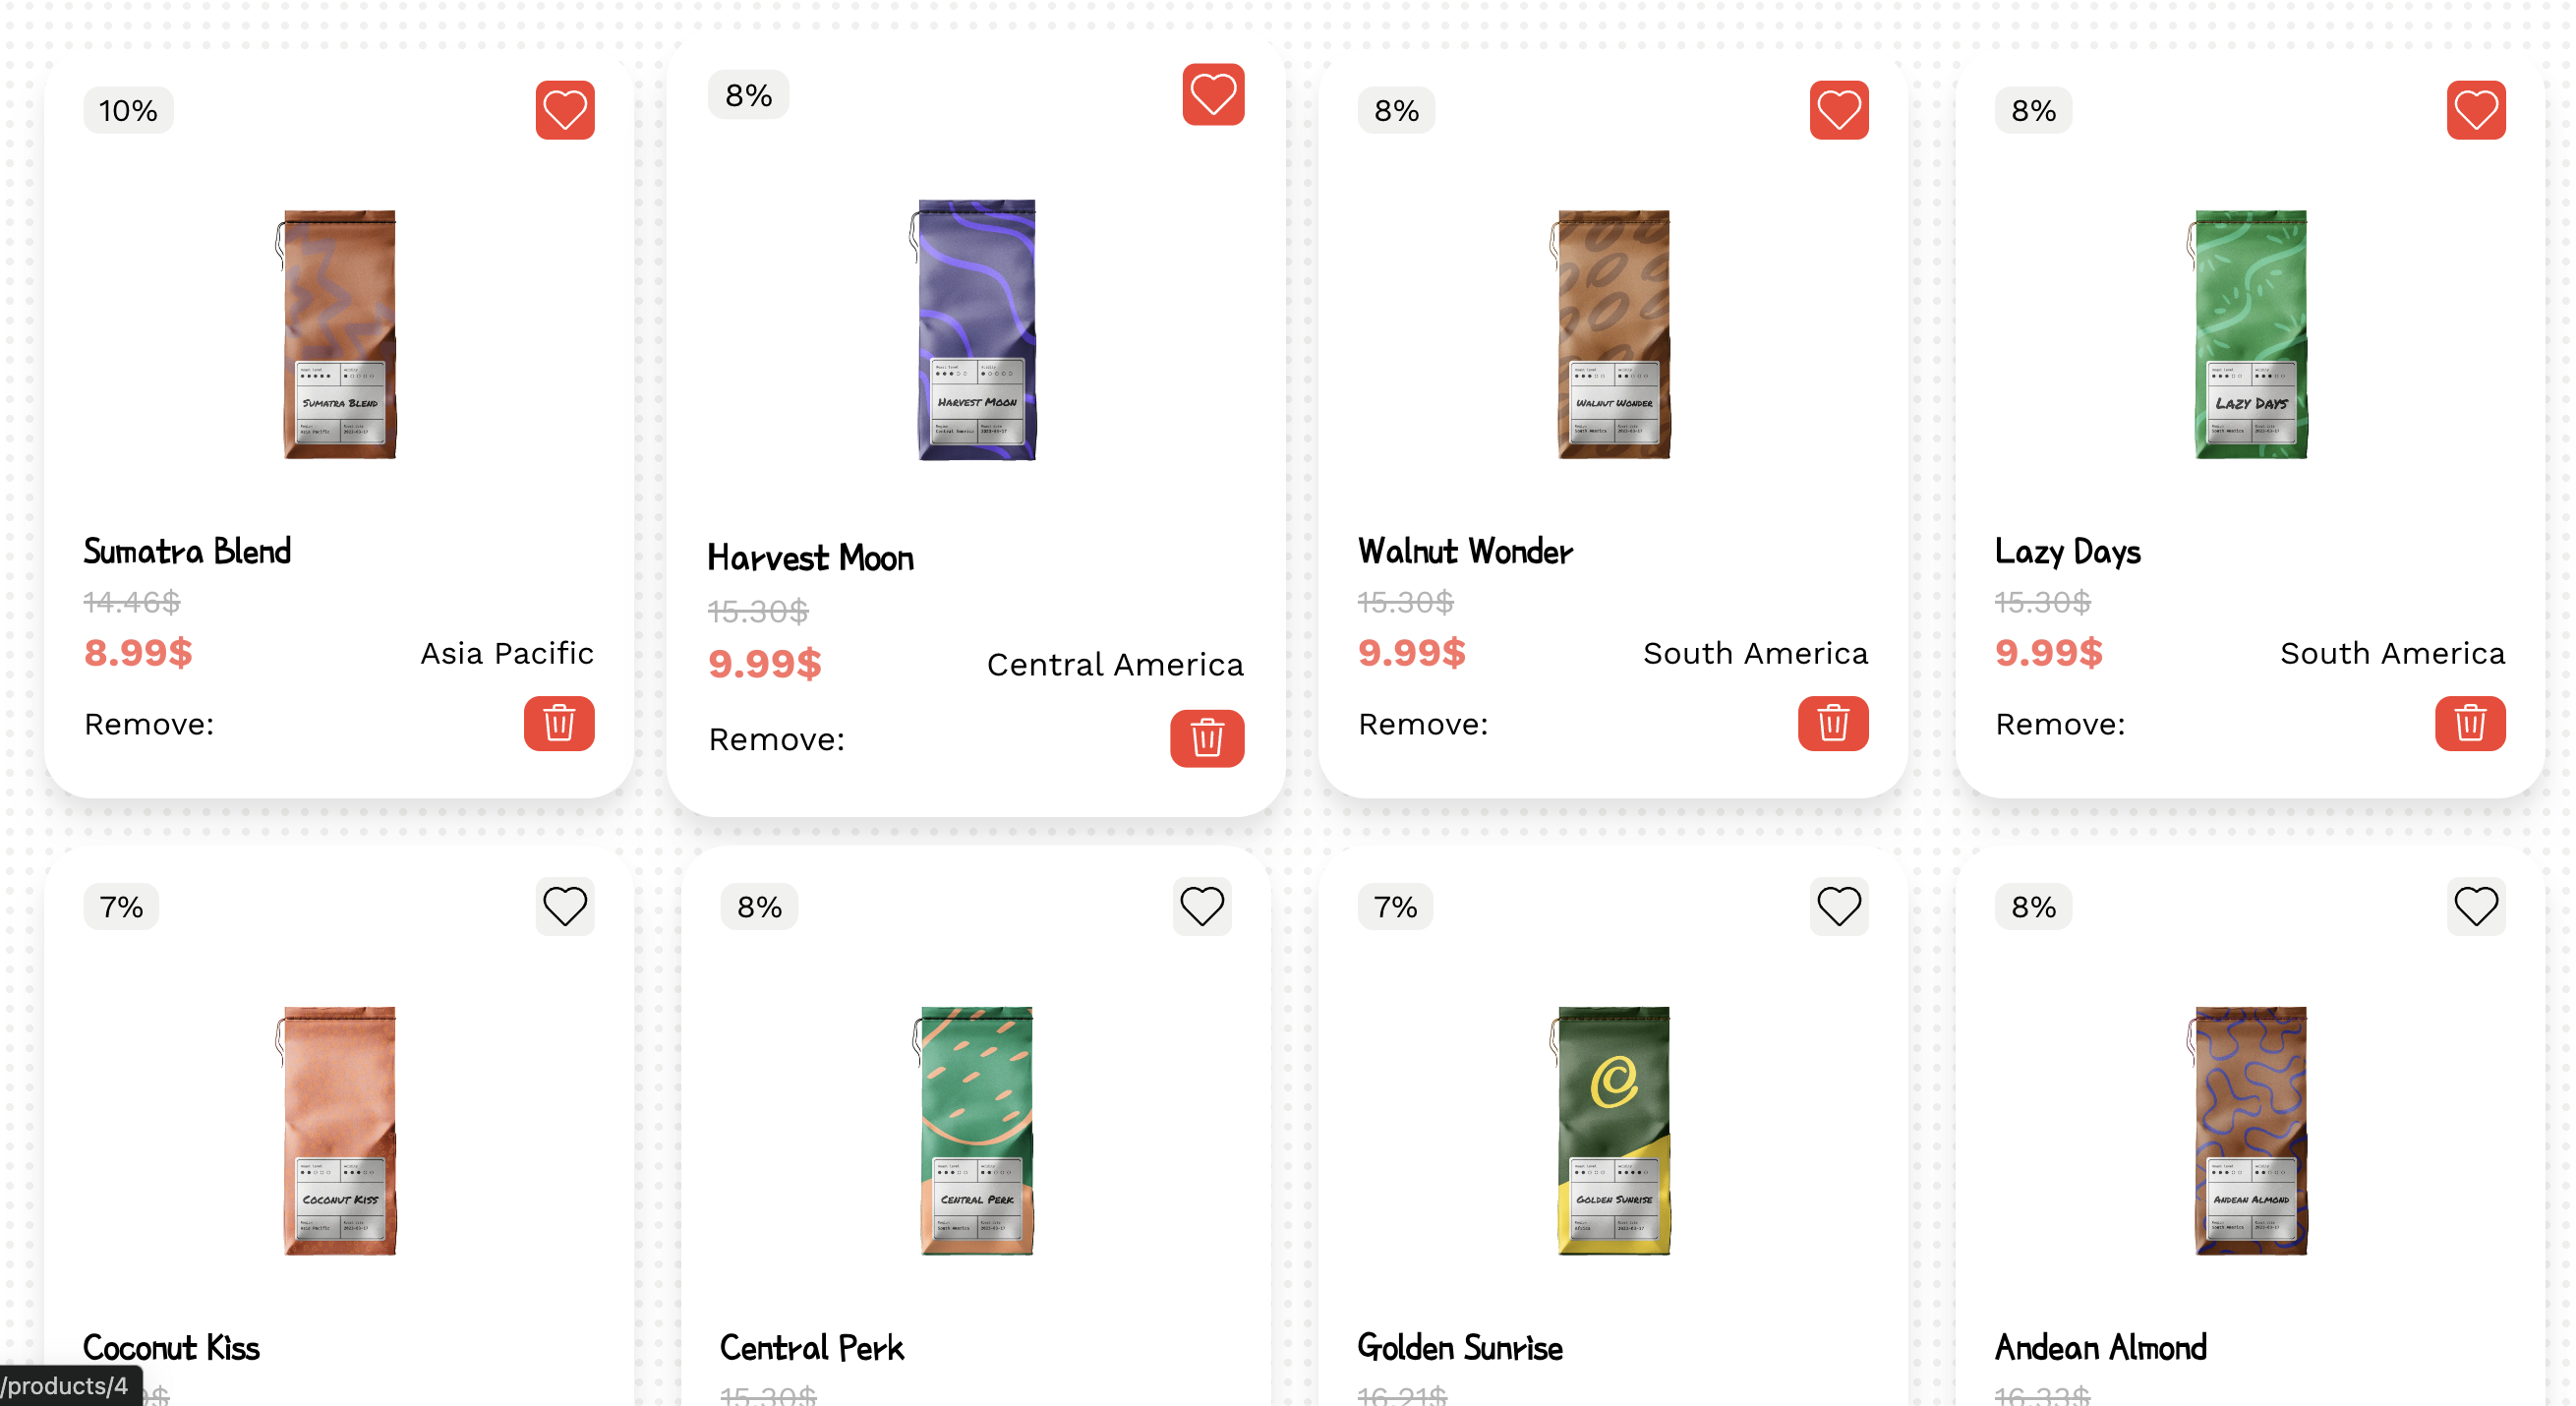 10%
8%
8%
8%
SUMATRA BLEND
HARVEST MOON
WALNUT WONDER
LAZY DAYS
Sumatra Blend
Harvest Moon
Walnut Wonder
Lazy Days
14.46$
15.30$
15.30$
15.30$
8.99$
Asia Pacific
9.99$
Central America
9.99$
South America
9.99$
South America
Remove:
Remove:
Remove:
Remove:
7%
8%
7%
8%
COCONUT KISS
CENTRAL PERK
GOLDEN SUNRISE
ANDEAN ALMOND
Coconut Kiss
Central Perk
Golden Sunrise
Andean Almond
/products/4
15.30$
16.21$
16.33$